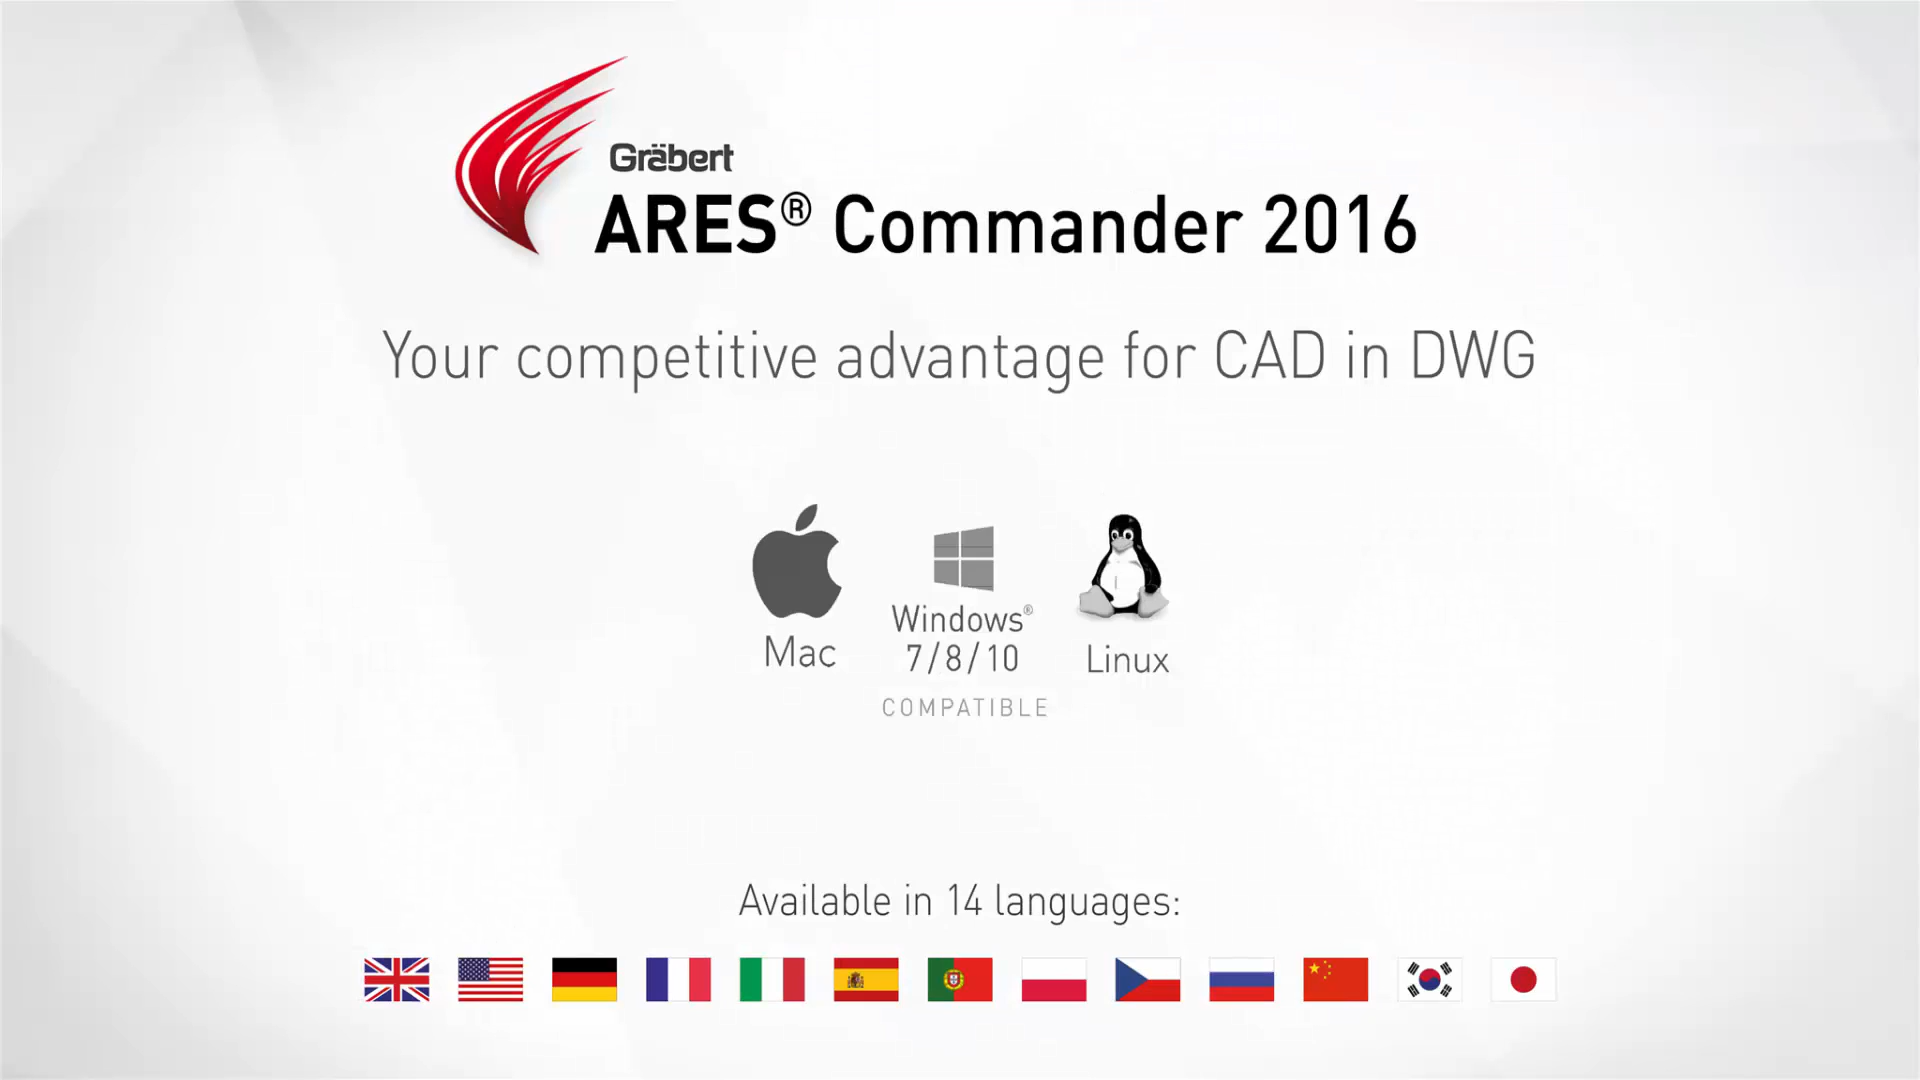 Gräbert
ARES® Commander 2016
Your competitive advantage for CAD in DWG
Mac
Windows®
7/8/10
COMPATIBLE
Linux
Available in 14 languages: